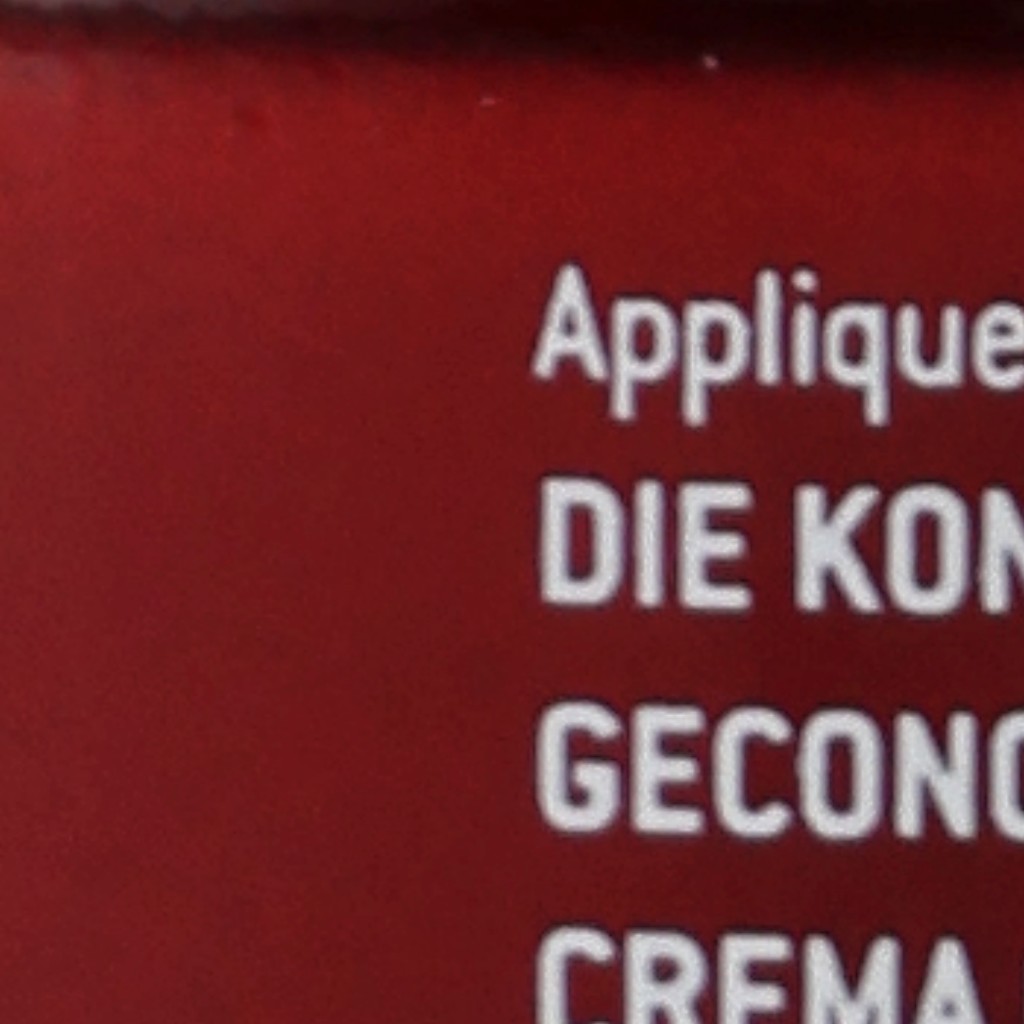 Applique
DIE KON
GECONC
CREMA